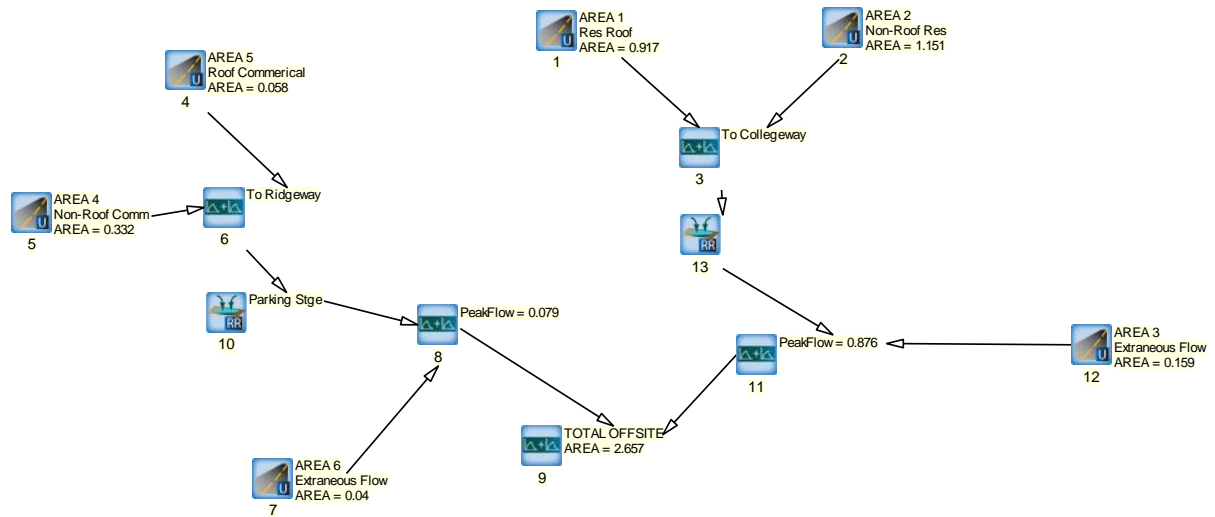 AREA 1
Res Roof
AREA = 0.917
U
1
AREA 2
Non-Roof Res
AREA = 1.151
U
2
AREA 5
Roof Commerical
AREA = 0.058
U
4
To Collegeway
3
AREA 4
Non-Roof Comm
AREA = 0.332
U
5
To Ridgeway
6
RR
13
Parking Stge
RR
10
PeakFlow = 0.079
8
PeakFlow = 0.876
11
AREA 3
Extraneous Flow
AREA = 0.159
U
12
TOTAL OFFSITE
AREA = 2.657
9
AREA 6
Extraneous Flow
AREA = 0.04
U
7